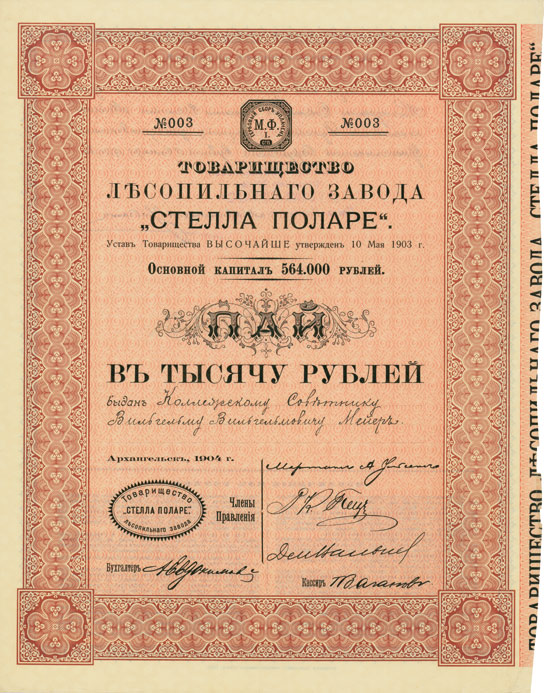 №003
М.Ф.
I.
№003
ТОВАРИЩЕСТВО
ЛѢСОПИЛЬНАГО ЗАВОДА
„СТЕЛЛА ПОЛАРЕ“.
Уставъ Товарищества ВЫСОЧАЙШЕ утвержденъ 10 Мая 1903 г.
Основной капиталъ 564.000 рублей.
ПАЙ
ВЪ ТЫСЯЧУ РУБЛЕЙ
выданъ Коммерческому Совѣтнику
Вильгельму Вильгельмовичу Мейеръ.
Архангельскъ, 1904 г.
Товарищество
„СТЕЛЛА ПОЛАРЕ“
лѣсопильнаго завода
Члены
Правленія
Бухгалтеръ
Кассиръ
ТОВАРИЩЕСТВО ЛѢСОПИЛЬНАГО ЗАВОДА „СТЕЛЛА ПОЛАРЕ“